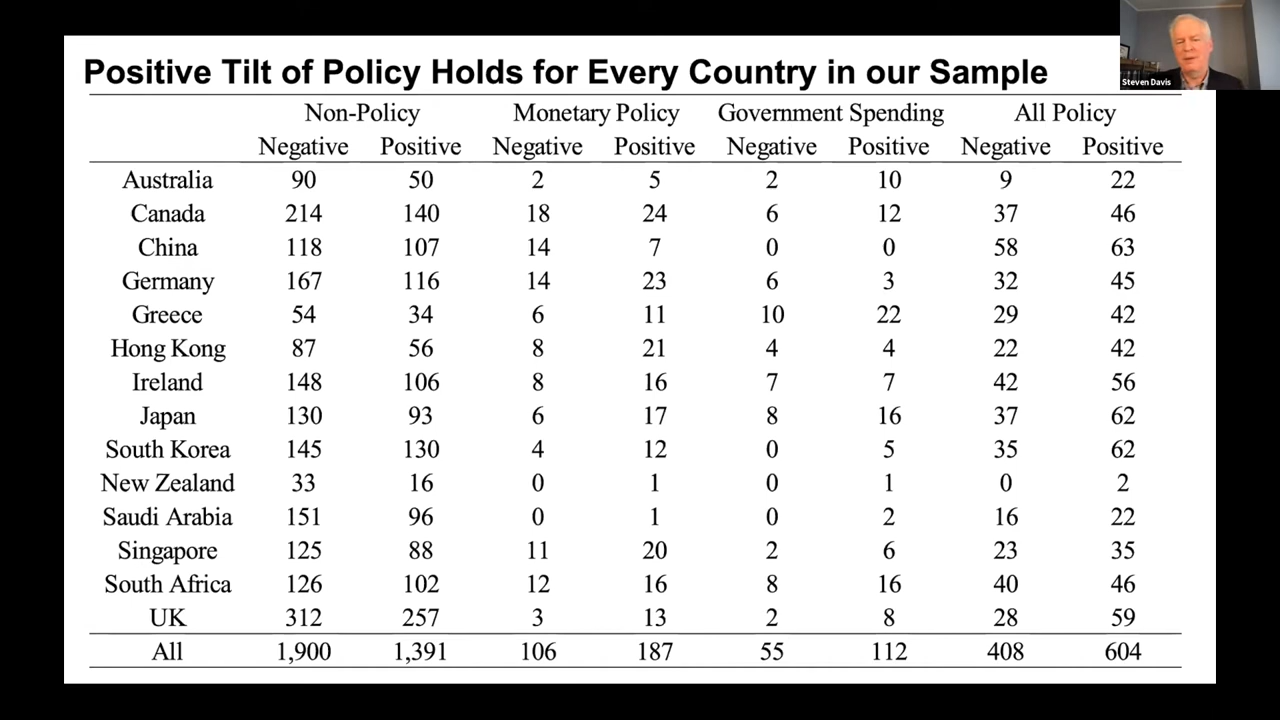 Positive Tilt of Policy Holds for Every Country in our Sample
Steven Davis
Non-Policy Monetary Policy Government Spending All Policy
Negative Positive Negative Positive Negative Positive Negative Positive
Australia 90 50 2 5 2 10 9 22
Canada 214 140 18 24 6 12 37 46
China 118 107 14 7 0 0 58 63
Germany 167 116 14 23 6 3 32 45
Greece 54 34 6 11 10 22 29 42
Hong Kong 87 56 8 21 4 4 22 42
Ireland 148 106 8 16 7 7 42 56
Japan 130 93 6 17 8 16 37 62
South Korea 145 130 4 12 0 5 35 62
New Zealand 33 16 0 1 0 1 0 2
Saudi Arabia 151 96 0 1 0 2 16 22
Singapore 125 88 11 20 2 6 23 35
South Africa 126 102 12 16 8 16 40 46
UK 312 257 3 13 2 8 28 59
All 1,900 1,391 106 187 55 112 408 604